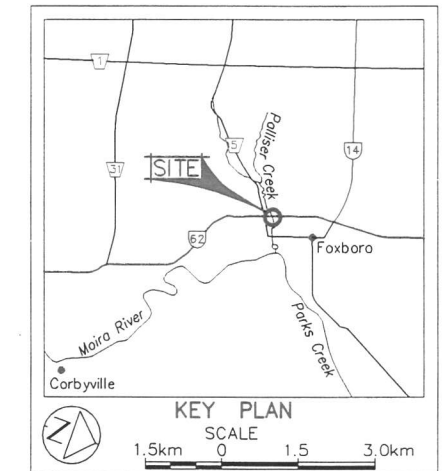 1
31
5
14
Palliser Creek
SITE
62
Foxboro
Moira River
Parks Creek
Corbyville
KEY PLAN
SCALE
1.5km 0 1.5 3.0km
N